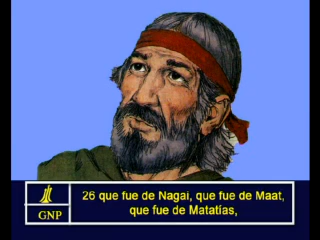 26 que fue de Nagai, que fue de Maat,
que fue de Matatías,
GNP